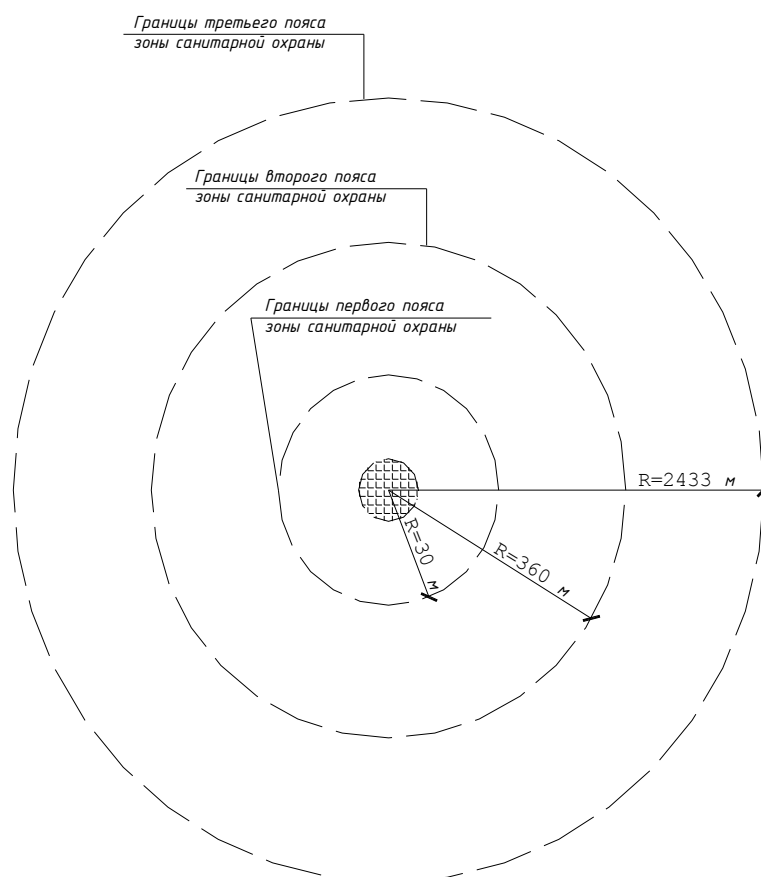 Границы третьего пояса
зоны санитарной охраны
Границы второго пояса
зоны санитарной охраны
Границы первого пояса
зоны санитарной охраны
R=2433 м
R=360 м
R=30 м